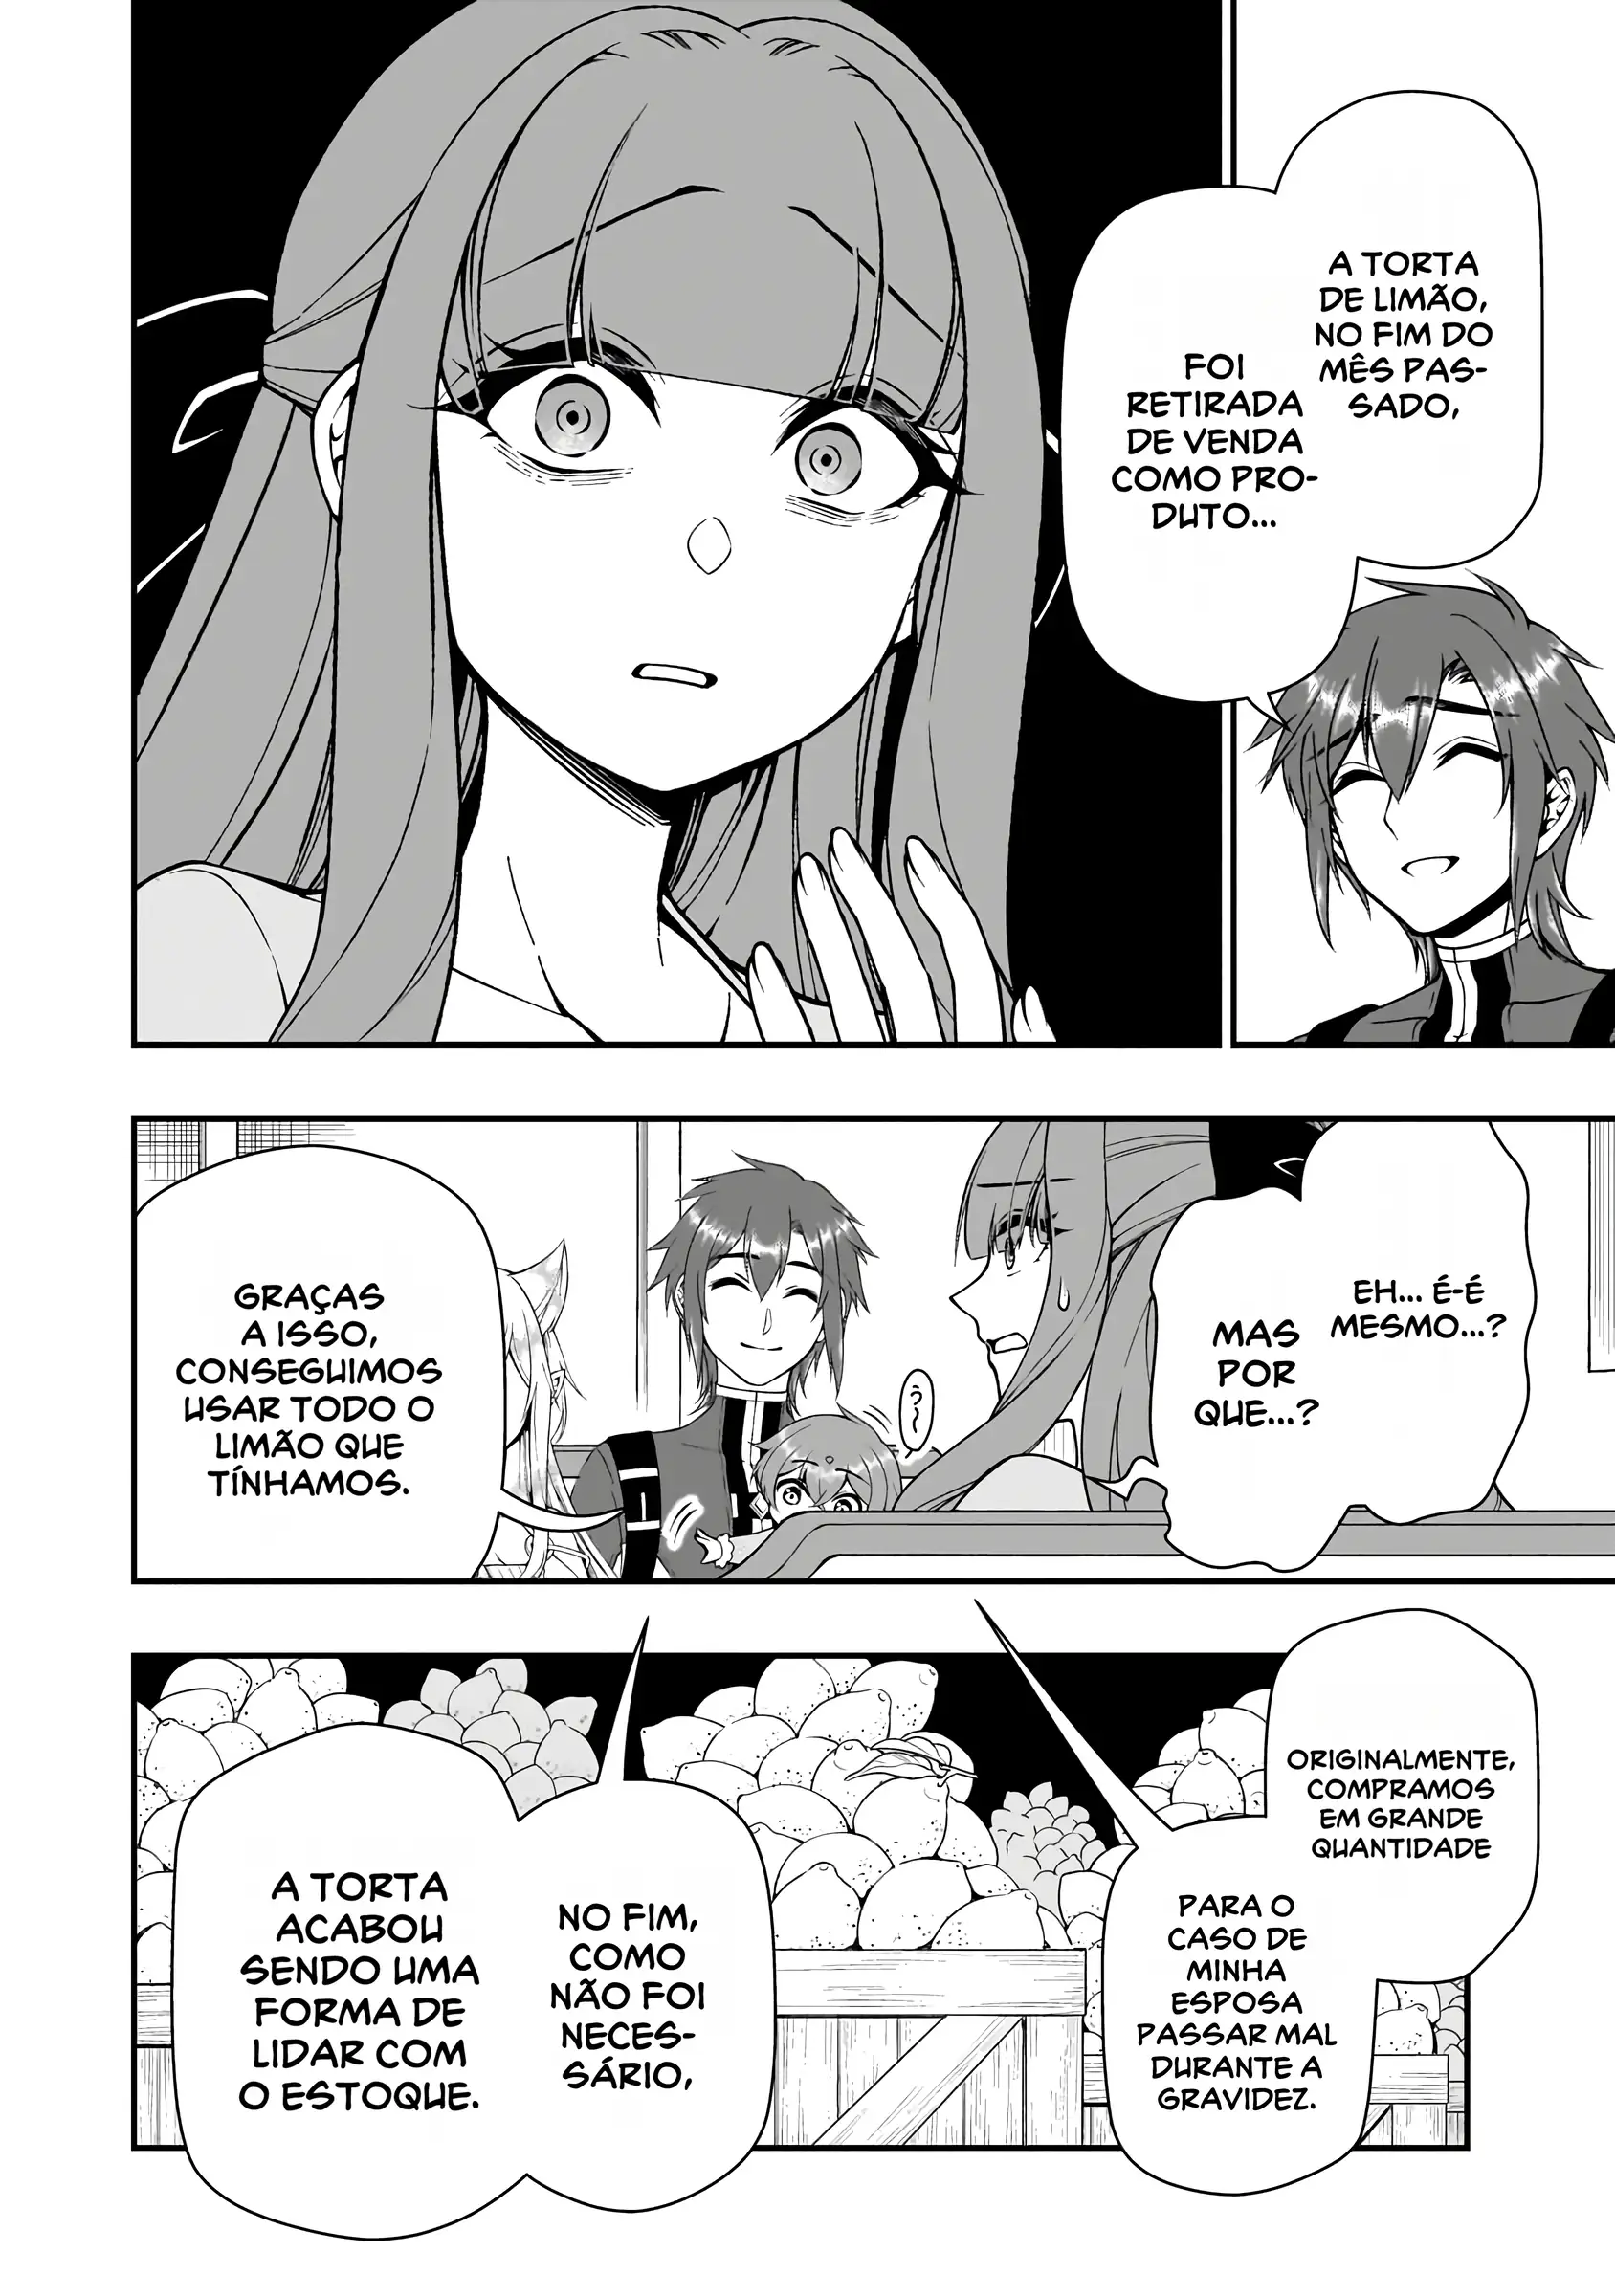 A TORTA
DE LIMÃO,
NO FIM DO
MÊS PAS-
SADO,
FOI
RETIRADA
DE VENDA
COMO PRO-
DUTO...
EH... É-É
MESMO...?
MAS
POR
QUE...?
う〜
GRAÇAS
A ISSO,
CONSEGUIMOS
USAR TODO O
LIMÃO QUE
TÍNHAMOS.
ORIGINALMENTE,
COMPRAMOS
EM GRANDE
QUANTIDADE
PARA O
CASO DE
MINHA
ESPOSA
PASSAR MAL
DURANTE A
GRAVIDEZ.
NO FIM,
COMO
NÃO FOI
NECES-
SÁRIO,
A TORTA
ACABOU
SENDO UMA
FORMA DE
LIDAR COM
O ESTOQUE.